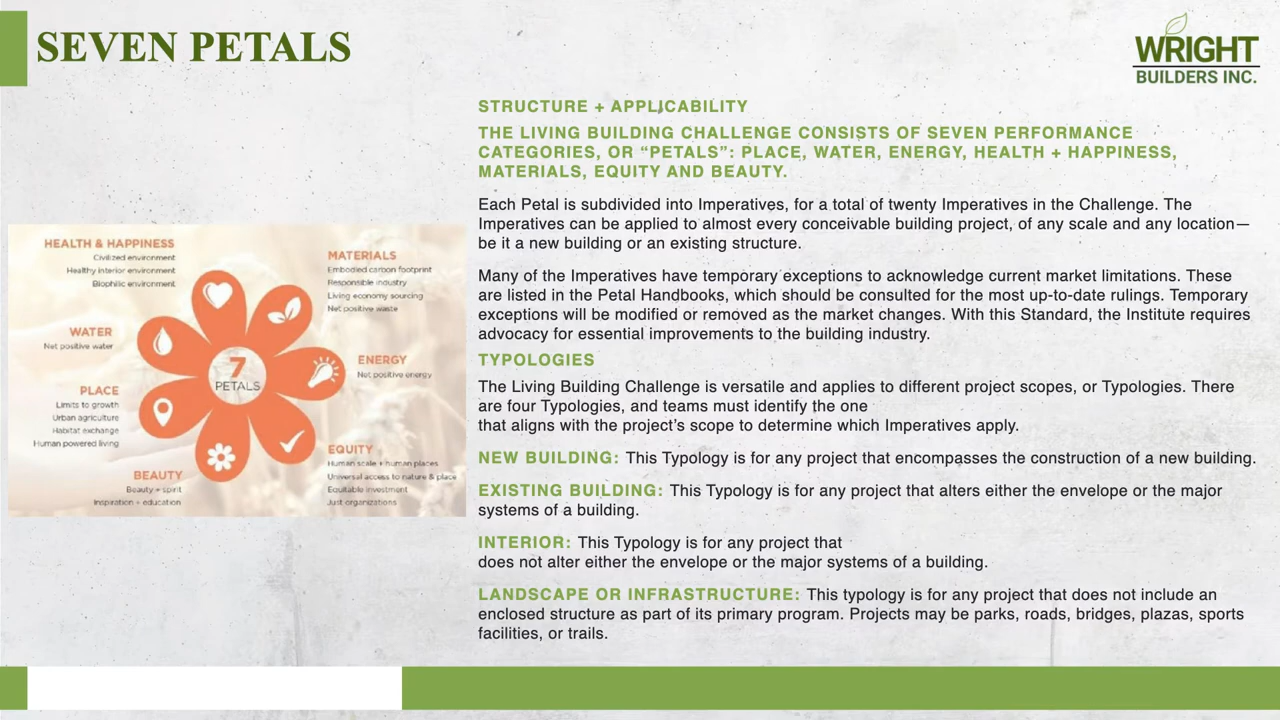 SEVEN PETALS
WRIGHT
BUILDERS INC.
HEALTH & HAPPINESS
Civilized environment
Healthy interior environment
Biophilic environment
MATERIALS
Embodied carbon footprint
Responsible industry
Living economy sourcing
Net positive waste
WATER
Net positive water
7
PETALS
ENERGY
Net positive energy
PLACE
Limits to growth
Urban agriculture
Habitat exchange
Human powered living
EQUITY
Human scale + human places
Universal access to nature & place
Equitable investment
Just organizations
BEAUTY
Beauty + spirit
Inspiration + education
STRUCTURE + APPLICABILITY
THE LIVING BUILDING CHALLENGE CONSISTS OF SEVEN PERFORMANCE
CATEGORIES, OR “PETALS”: PLACE, WATER, ENERGY, HEALTH + HAPPINESS,
MATERIALS, EQUITY AND BEAUTY.
Each Petal is subdivided into Imperatives, for a total of twenty Imperatives in the Challenge. The
Imperatives can be applied to almost every conceivable building project, of any scale and any location—
be it a new building or an existing structure.
Many of the Imperatives have temporary exceptions to acknowledge current market limitations. These
are listed in the Petal Handbooks, which should be consulted for the most up-to-date rulings. Temporary
exceptions will be modified or removed as the market changes. With this Standard, the Institute requires
advocacy for essential improvements to the building industry.
TYPOLOGIES
The Living Building Challenge is versatile and applies to different project scopes, or Typologies. There
are four Typologies, and teams must identify the one
that aligns with the project’s scope to determine which Imperatives apply.
NEW BUILDING: This Typology is for any project that encompasses the construction of a new building.
EXISTING BUILDING: This Typology is for any project that alters either the envelope or the major
systems of a building.
INTERIOR: This Typology is for any project that
does not alter either the envelope or the major systems of a building.
LANDSCAPE OR INFRASTRUCTURE: This typology is for any project that does not include an
enclosed structure as part of its primary program. Projects may be parks, roads, bridges, plazas, sports
facilities, or trails.